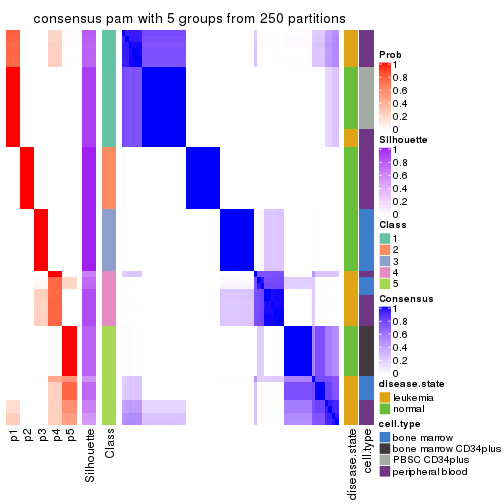 consensus pam with 5 groups from 250 partitions
Prob
1
0.8
0.6
0.4
0.2
0
Silhouette
1
0.8
0.6
0.4
0.2
0
Class
1
2
3
4
5
Consensus
1
0.8
0.6
0.4
0.2
0
disease.state
leukemia
normal
cell.type
bone marrow
bone marrow CD34plus
PBSC CD34plus
peripheral blood
p1
p2
p3
p4
p5
Silhouette
Class
disease.state
cell.type